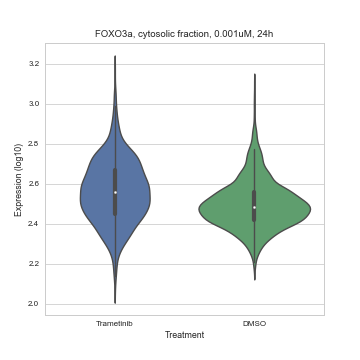 FOXO3a, cytosolic fraction, 0.001uM, 24h
Expression (log10)
3.2
3.0
2.8
2.6
2.4
2.2
2.0
Trametinib DMSO
Treatment